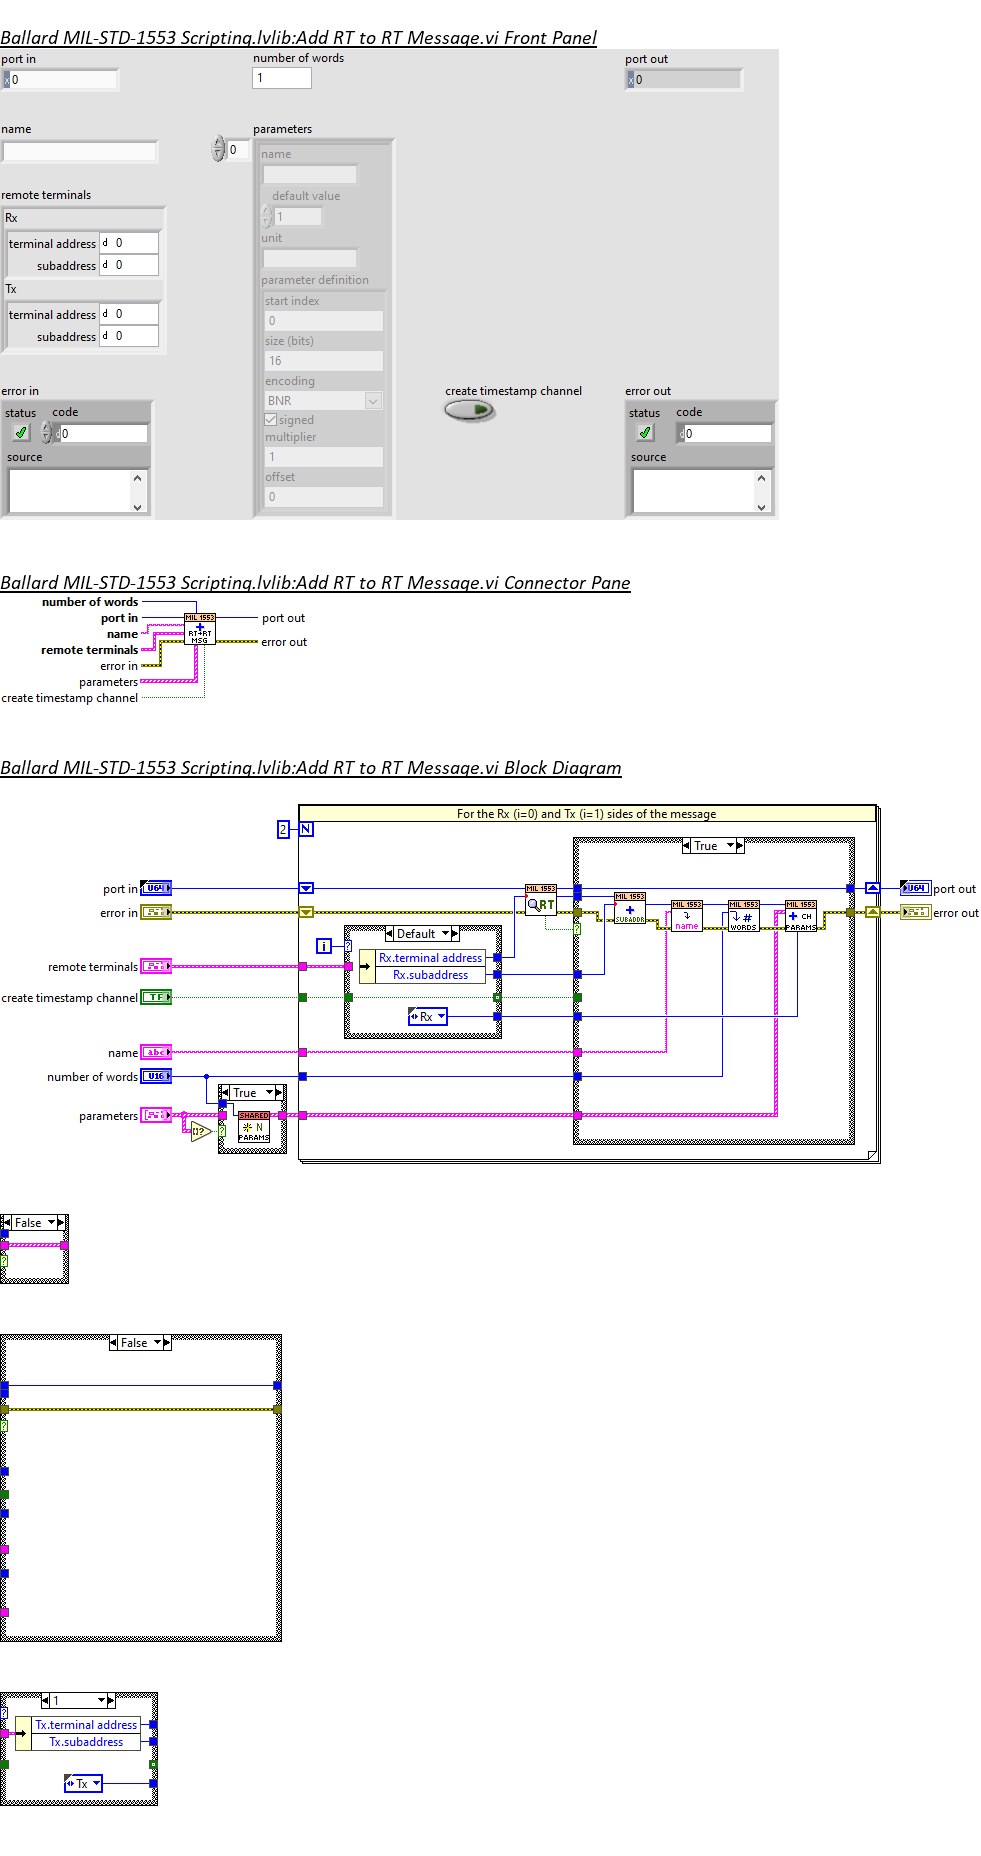 Ballard MIL-STD-1553 Scripting.lvlib:Add RT to RT Message.vi Front Panel
port in
number of words
port out
x 0
1
x 0
name
parameters
0
name
default value
1
remote terminals
Rx
unit
terminal address d 0
subaddress d 0
parameter definition
Tx
start index
0
terminal address d 0
subaddress d 0
size (bits)
16
encoding
BNR
error in
create timestamp channel
error out
status code
d 0
signed
status code
d 0
multiplier
1
source
source
offset
0
Ballard MIL-STD-1553 Scripting.lvlib:Add RT to RT Message.vi Connector Pane
number of words
port in
name
remote terminals
error in
parameters
create timestamp channel
MIL 1553
RT→RT
MSG
port out
error out
Ballard MIL-STD-1553 Scripting.lvlib:Add RT to RT Message.vi Block Diagram
For the Rx (i=0) and Tx (i=1) sides of the message
2 N
True
port in U64
MIL 1553
RT
MIL 1553
+
SUBADDR
MIL 1553
name
MIL 1553
#
WORDS
MIL 1553
+ CH
PARAMS
U64 port out
error in
error out
Default
i ?
?
Rx.terminal address
Rx.subaddress
remote terminals
create timestamp channel TF
Rx
name abc
number of words U16
True
parameters
[]?
?
SHARED
N
PARAMS
False
?
False
?
1
?
Tx.terminal address
Tx.subaddress
Tx